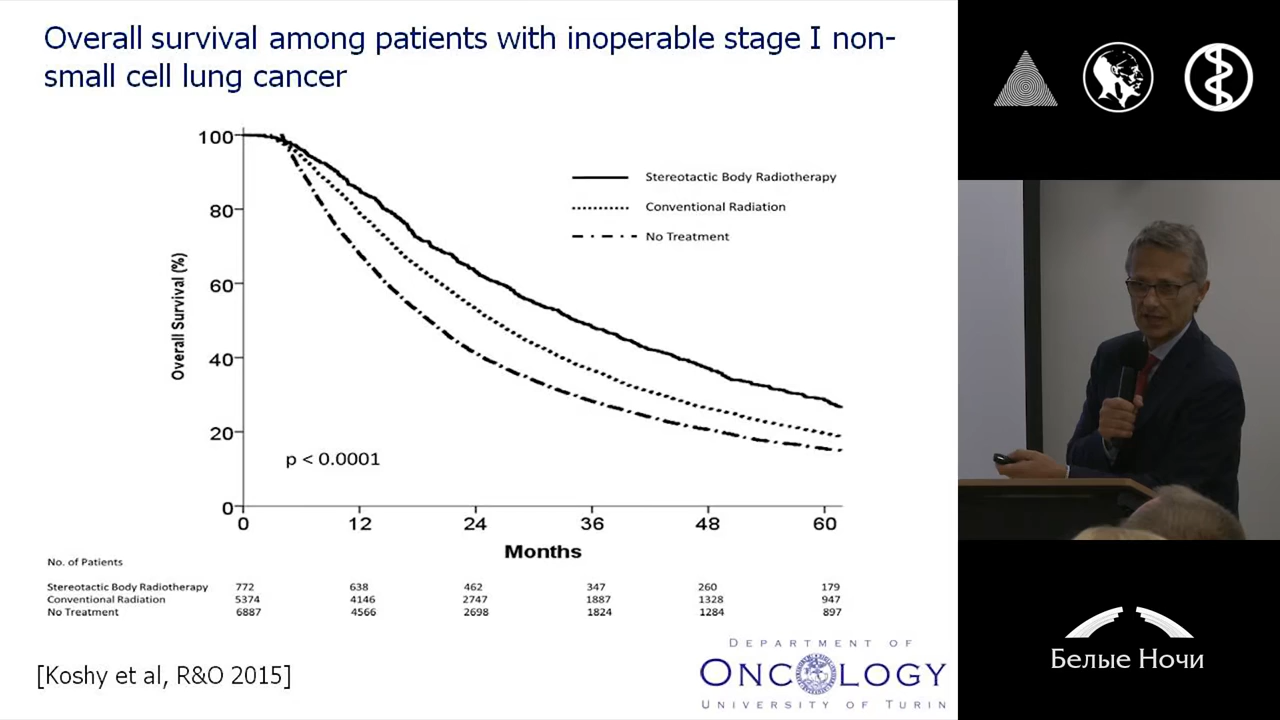 Overall survival among patients with inoperable stage I non-
small cell lung cancer
100
80
60
40
20
0
Overall Survival (%)
Stereotactic Body Radiotherapy
Conventional Radiation
No Treatment
p < 0.0001
0 12 24 36 48 60
Months
No. of Patients
Stereotactic Body Radiotherapy 772 638 462 347 260 179
Conventional Radiation 5374 4146 2747 1887 1328 947
No Treatment 6887 4566 2698 1824 1284 897
[Koshy et al, R&O 2015]
DEPARTMENT OF
ONCOLOGY
UNIVERSITY OF TURIN
Белые Ночи